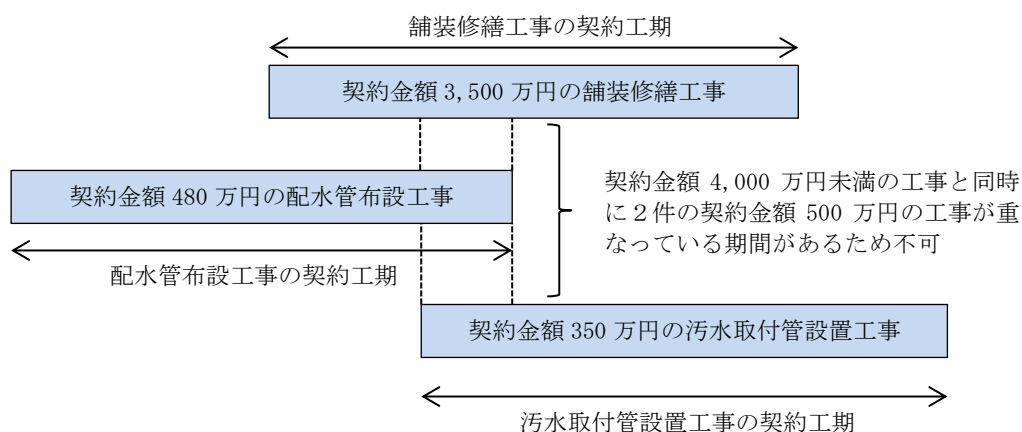 舗装修繕工事の契約工期
契約金額 3,500 万円の舗装修繕工事
契約金額 480 万円の配水管布設工事
契約金額 4,000 万円未満の工事と同時
に２件の契約金額 500 万円の工事が重
なっている期間があるため不可
配水管布設工事の契約工期
契約金額 350 万円の汚水取付管設置工事
汚水取付管設置工事の契約工期